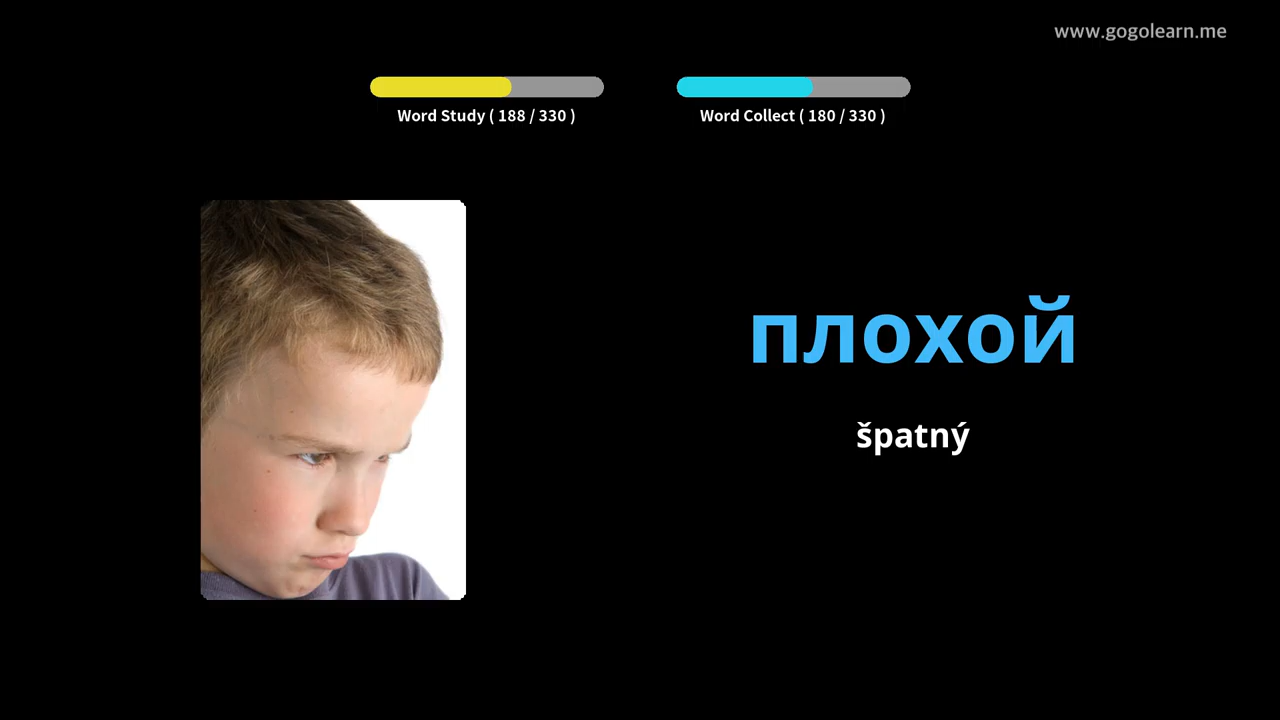 www.gogolearn.me
Word Study ( 188 / 330 )
Word Collect ( 180 / 330 )
плохой
špatný